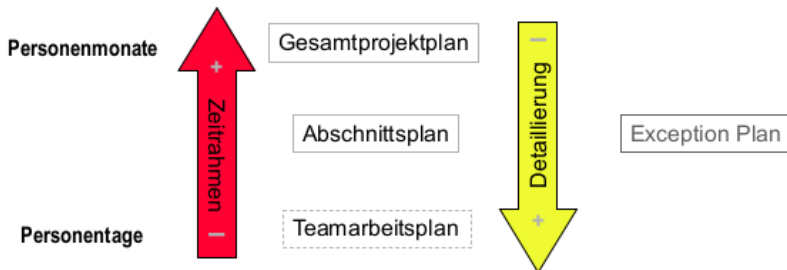 Personenmonate
Gesamtprojektplan
+
−
Zeitrahmen
Abschnittsplan
Detaillierung
Exception Plan
Personentage
−
Teamarbeitsplan
+